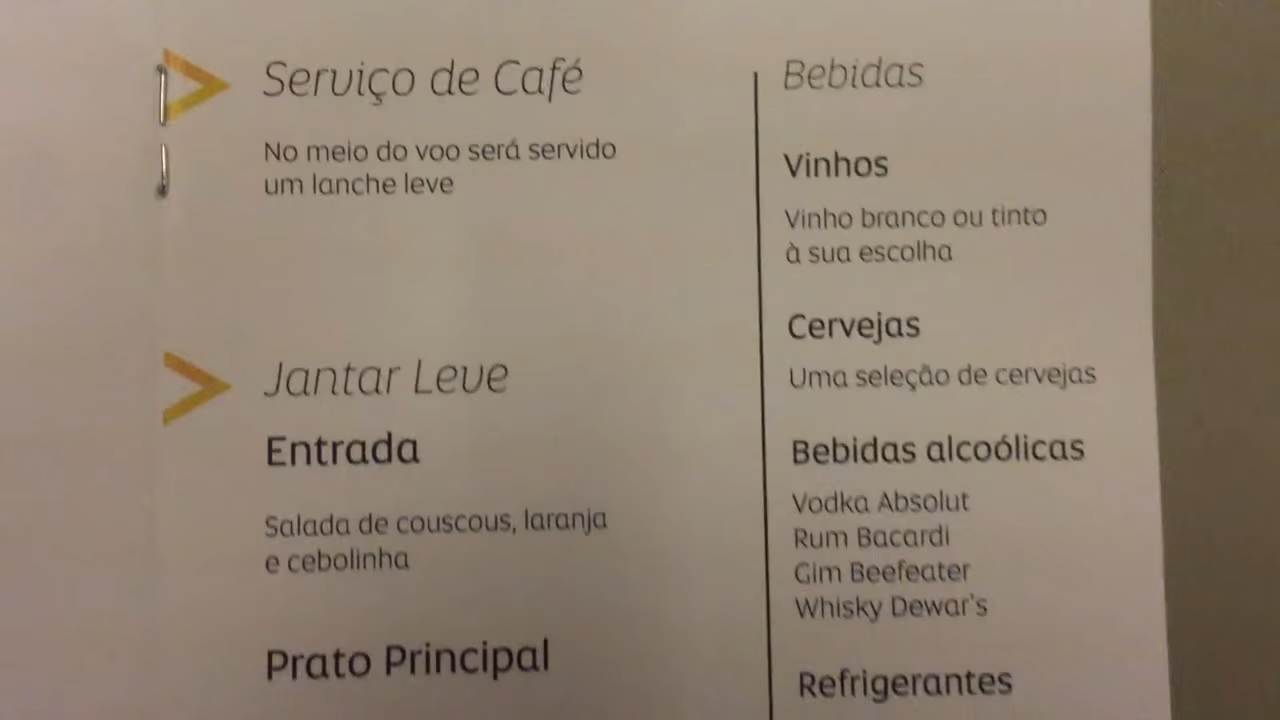 Serviço de Café
No meio do voo será servido
um lanche leve
Jantar Leve
Entrada
Salada de couscous, laranja
e cebolinha
Prato Principal
Bebidas
Vinhos
Vinho branco ou tinto
à sua escolha
Cervejas
Uma seleção de cervejas
Bebidas alcoólicas
Vodka Absolut
Rum Bacardi
Gim Beefeater
Whisky Dewar's
Refrigerantes